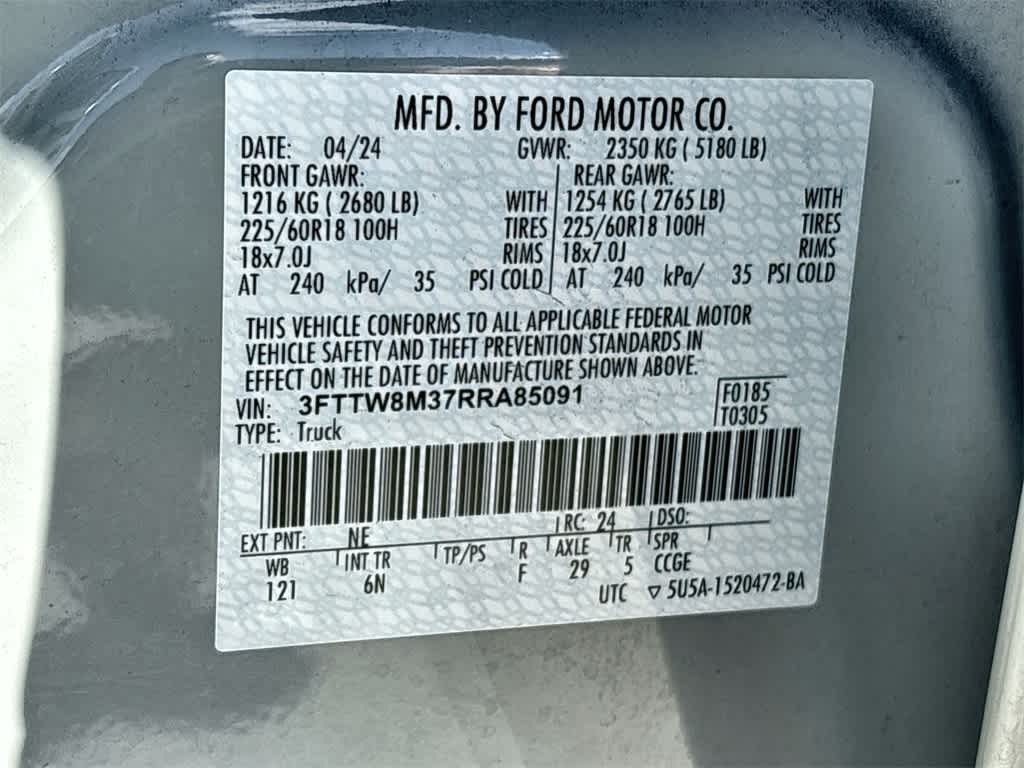 MFD. BY FORD MOTOR CO.
DATE: 04/24 GVWR: 2350 KG ( 5180 LB)
FRONT GAWR: REAR GAWR:
1216 KG ( 2680 LB) WITH 1254 KG ( 2765 LB) WITH
225/60R18 100H TIRES 225/60R18 100H TIRES
18x7.0J RIMS 18x7.0J RIMS
AT 240 kPa/ 35 PSI COLD AT 240 kPa/ 35 PSI COLD
THIS VEHICLE CONFORMS TO ALL APPLICABLE FEDERAL MOTOR
VEHICLE SAFETY AND THEFT PREVENTION STANDARDS IN
EFFECT ON THE DATE OF MANUFACTURE SHOWN ABOVE.
VIN: 3FTTW8M37RRA85091 F0185
TYPE: Truck T0305
EXT PNT: NE RC: 24 DSO:
WB INT TR TP/PS R AXLE TR SPR
121 6N F 29 5 CCGE
UTC ▽ 5U5A-1520472-BA